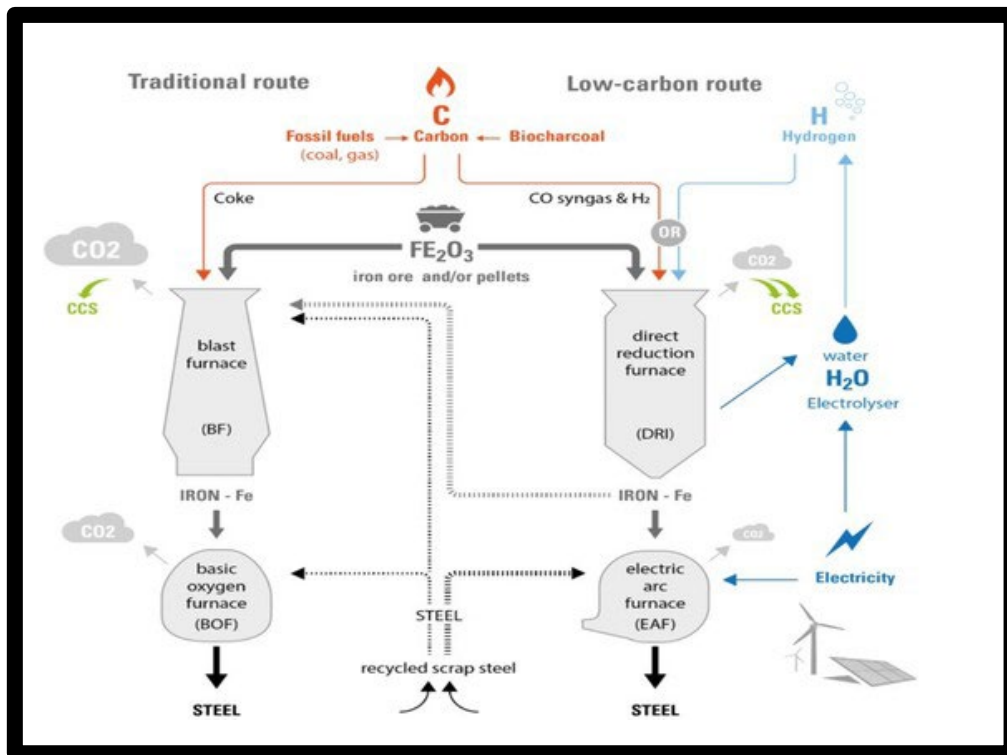 Traditional route
Low-carbon route
C
H
Fossil fuels
Carbon
Biocharcoal
Hydrogen
(coal, gas)
Coke
CO syngas & H₂
OR
CO2
FE₂O₃
CO2
iron ore and/or pellets
CCS
CCS
blast
furnace
direct
reduction
furnace
water
H₂O
Electrolyser
(BF)
(DRI)
IRON - Fe
IRON - Fe
CO2
CO2
basic
oxygen
furnace
(BOF)
electric
arc
furnace
(EAF)
Electricity
STEEL
recycled scrap steel
STEEL
STEEL